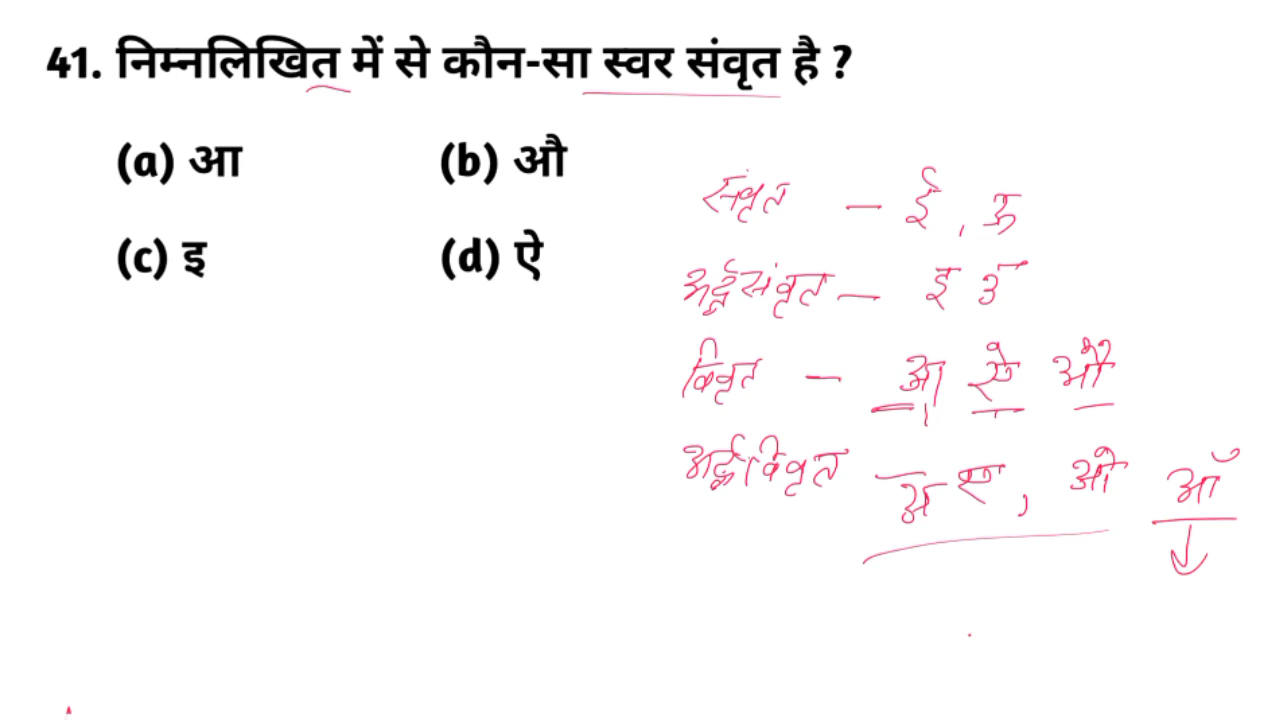 41. निम्नलिखित में से कौन-सा स्वर संवृत है ?
(a) आ (b) औ
(c) इ (d) ऐ
संवृत – ई, ऊ
अर्द्धसंवृत – इ उ
विवृत – आ ऐ औ
अर्द्धविवृत अ ए, ओ ऑ